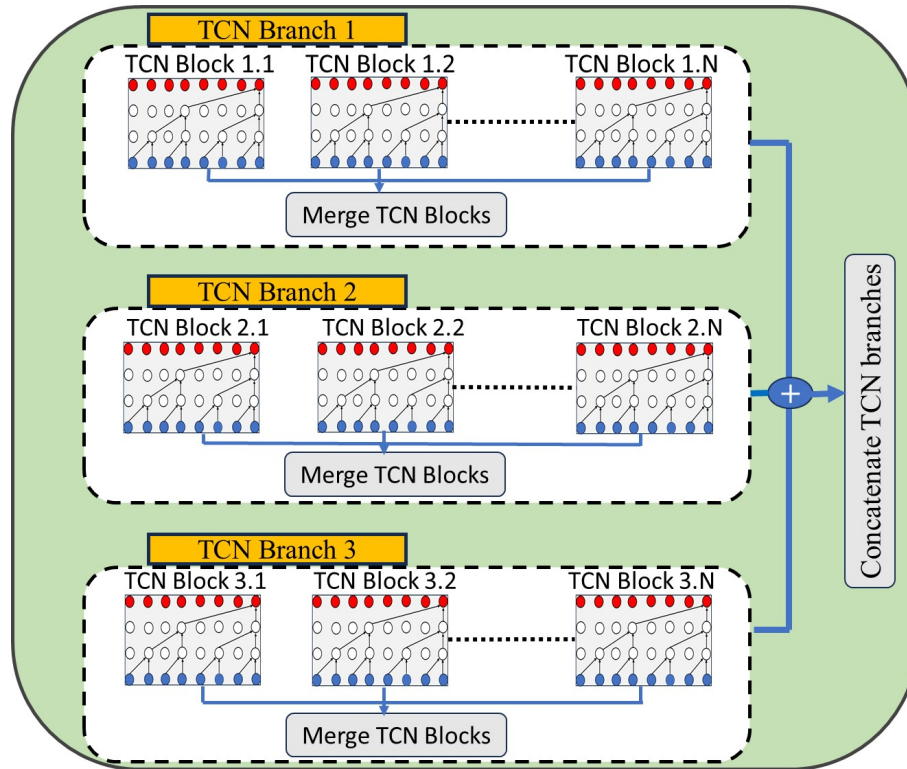 TCN Branch 1
TCN Block 1.1 TCN Block 1.2 TCN Block 1.N
Merge TCN Blocks
TCN Branch 2
TCN Block 2.1 TCN Block 2.2 TCN Block 2.N
Merge TCN Blocks
TCN Branch 3
TCN Block 3.1 TCN Block 3.2 TCN Block 3.N
Merge TCN Blocks
+
Concatenate TCN branches